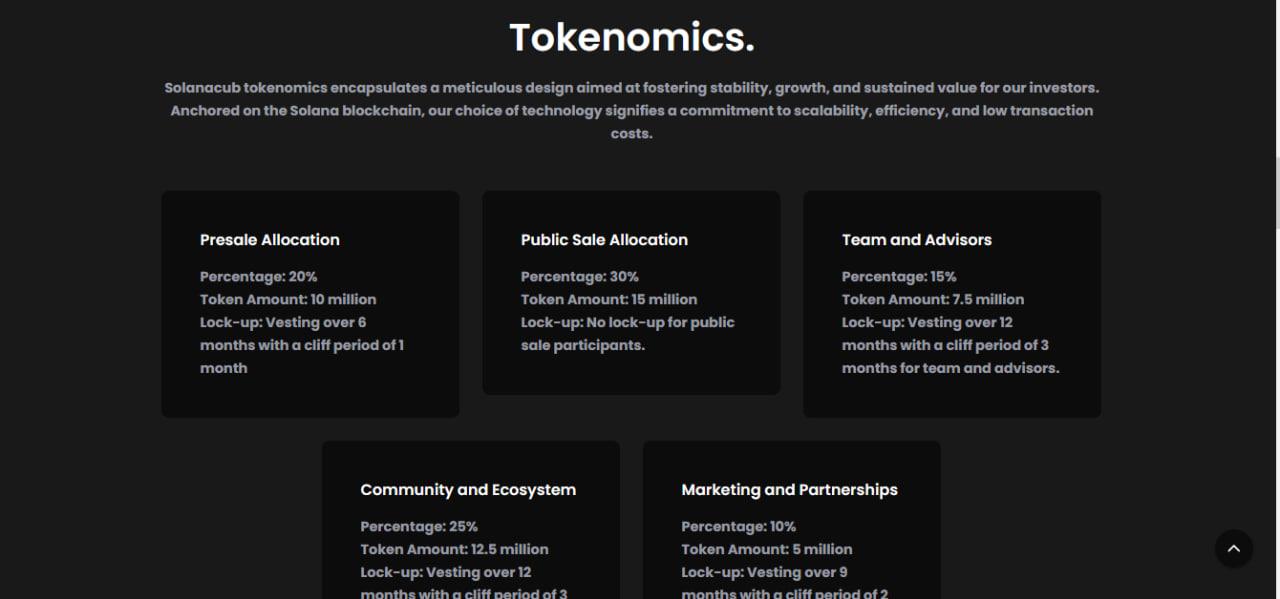 Tokenomics.
Solanacub tokenomics encapsulates a meticulous design aimed at fostering stability, growth, and sustained value for our investors.
Anchored on the Solana blockchain, our choice of technology signifies a commitment to scalability, efficiency, and low transaction
costs.
Presale Allocation
Percentage: 20%
Token Amount: 10 million
Lock-up: Vesting over 6
months with a cliff period of 1
month
Public Sale Allocation
Percentage: 30%
Token Amount: 15 million
Lock-up: No lock-up for public
sale participants.
Team and Advisors
Percentage: 15%
Token Amount: 7.5 million
Lock-up: Vesting over 12
months with a cliff period of 3
months for team and advisors.
Community and Ecosystem
Percentage: 25%
Token Amount: 12.5 million
Lock-up: Vesting over 12
months with a cliff period of 3
Marketing and Partnerships
Percentage: 10%
Token Amount: 5 million
Lock-up: Vesting over 9
months with a cliff period of 2